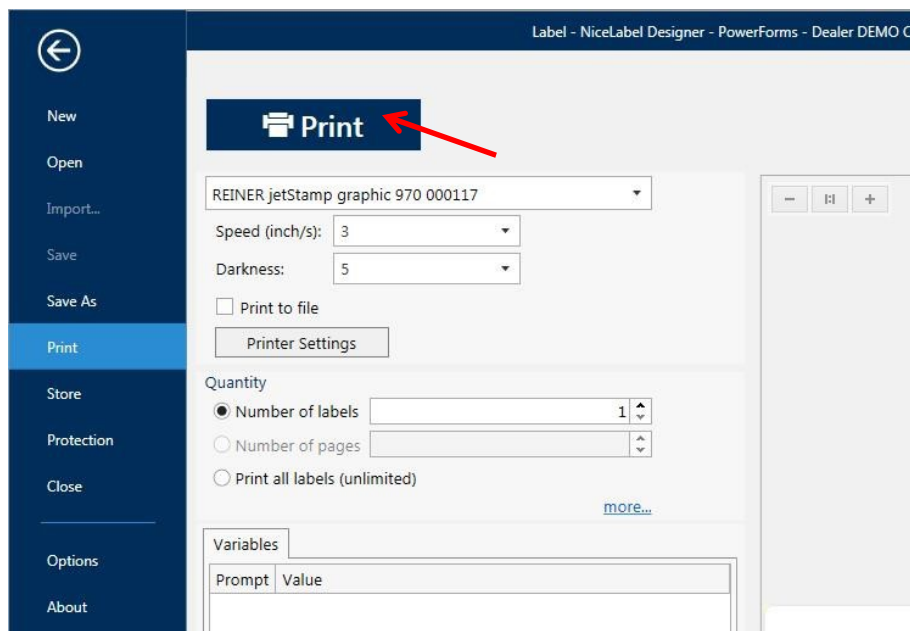 Label - NiceLabel Designer - PowerForms - Dealer DEMO
New
Open
Import...
Save
Save As
Print
Store
Protection
Close
Options
About
Print
REINER jetStamp graphic 970 000117
Speed (inch/s): 3
Darkness: 5
Print to file
Printer Settings
Quantity
Number of labels 1
Number of pages
Print all labels (unlimited)
more...
Variables
Prompt Value